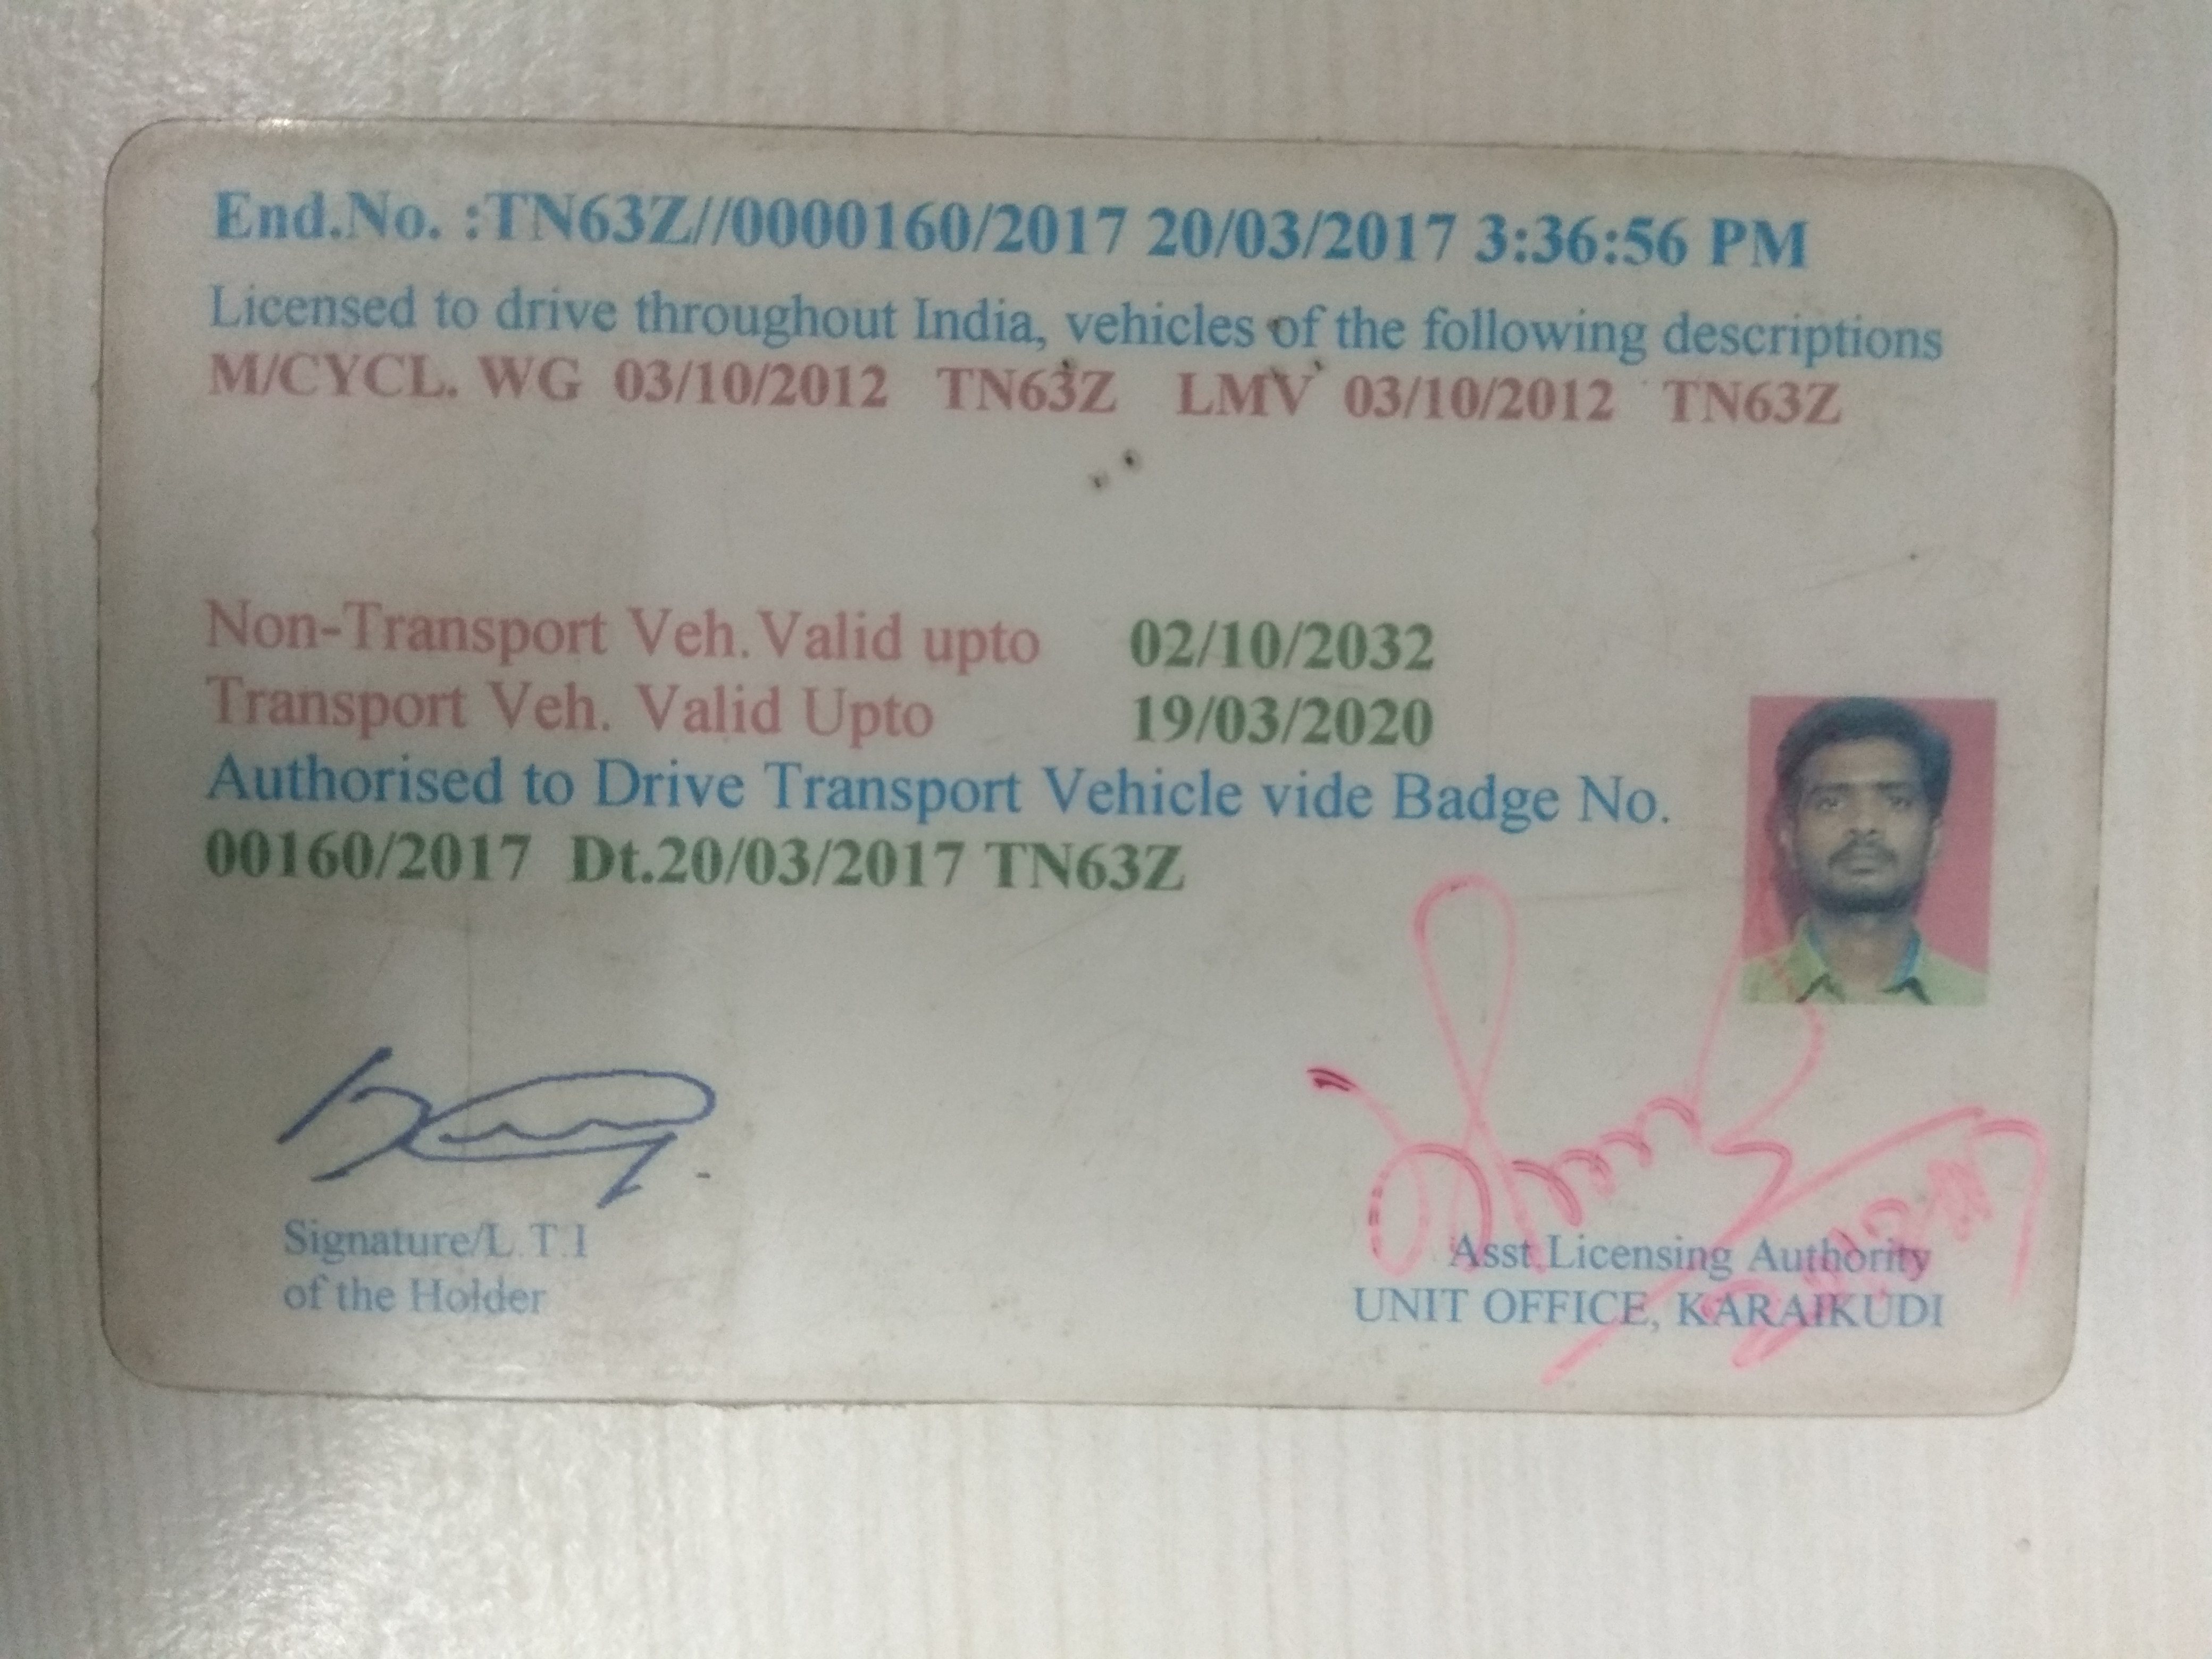 End.No. :TN63Z//0000160/2017 20/03/2017 3:36:56 PM
Licensed to drive throughout India, vehicles of the following descriptions
M/CYCL. WG 03/10/2012 TN63Z LMV 03/10/2012 TN63Z
Non-Transport Veh.Valid upto 02/10/2032
Transport Veh. Valid Upto 19/03/2020
Authorised to Drive Transport Vehicle vide Badge No.
00160/2017 Dt.20/03/2017 TN63Z
Signature/L.T.I
of the Holder
Asst.Licensing Authority
UNIT OFFICE, KARAIKUDI